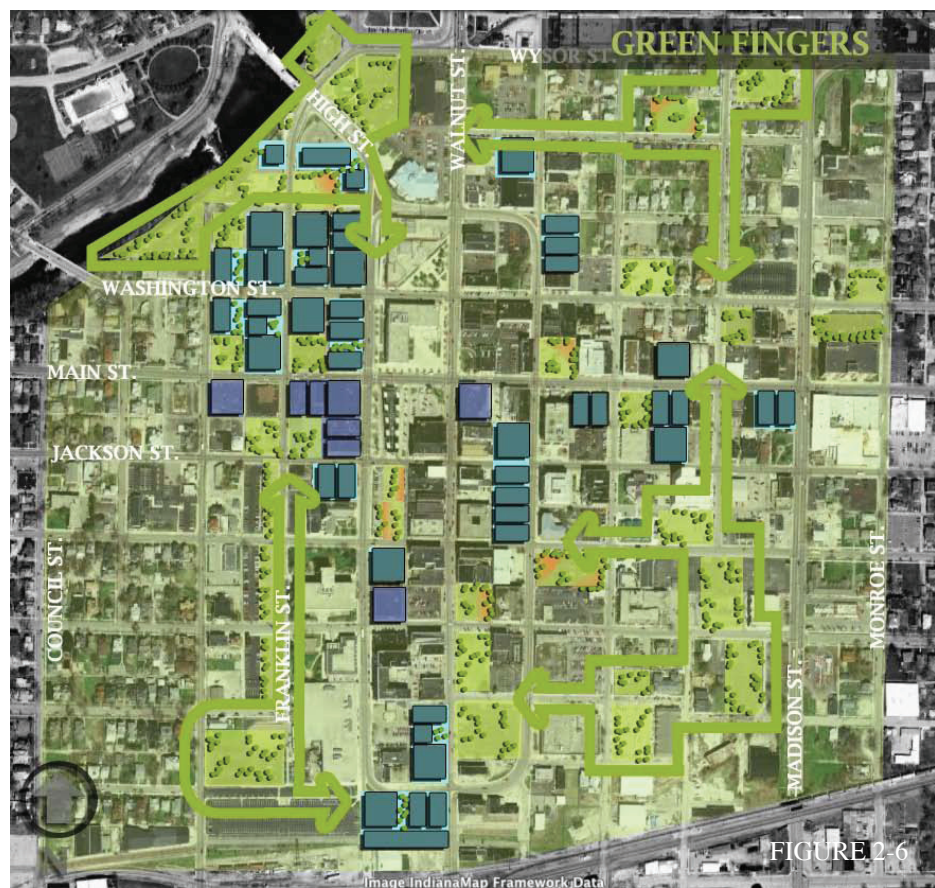 GREEN FINGERS
WYSOR ST.
WALNUT ST.
HIGH ST.
WASHINGTON ST.
MAIN ST.
JACKSON ST.
COUNCIL ST.
FRANKLIN ST.
MONROE ST.
MADISON ST.
FIGURE 2-6
Image IndianaMap Framework Data